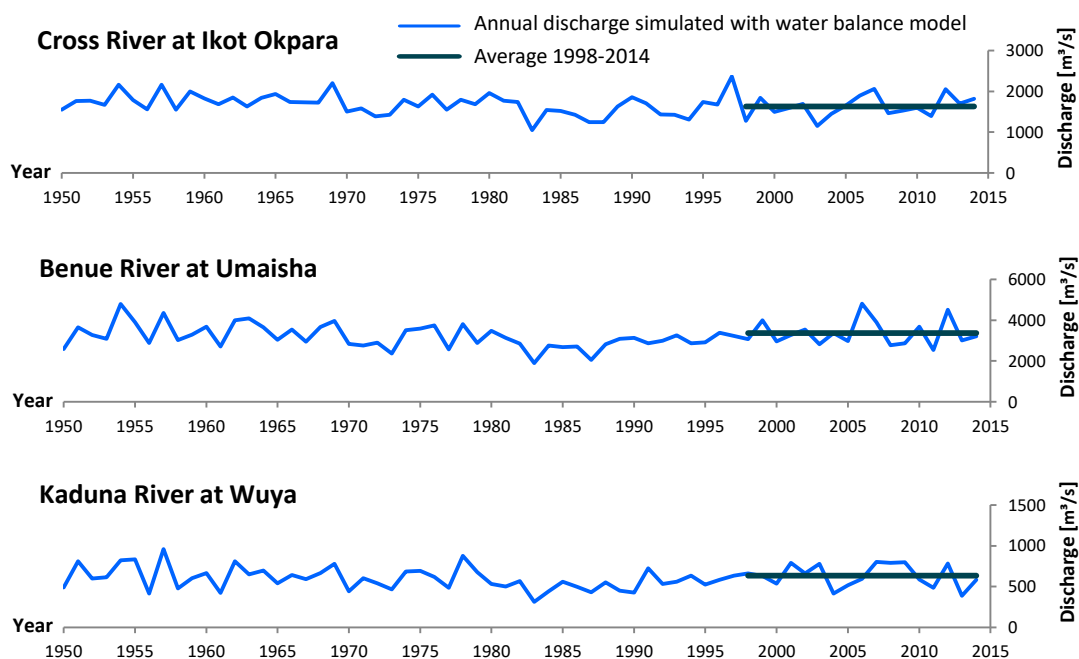 Annual discharge simulated with water balance model
Cross River at Ikot Okpara
Average 1998-2014
3000
2000
1000
0
Discharge [m³/s]
Year
1950 1955 1960 1965 1970 1975 1980 1985 1990 1995 2000 2005 2010 2015
Benue River at Umaisha
6000
4000
2000
0
Discharge [m³/s]
Year
1950 1955 1960 1965 1970 1975 1980 1985 1990 1995 2000 2005 2010 2015
Kaduna River at Wuya
1500
1000
500
0
Discharge [m³/s]
Year
1950 1955 1960 1965 1970 1975 1980 1985 1990 1995 2000 2005 2010 2015